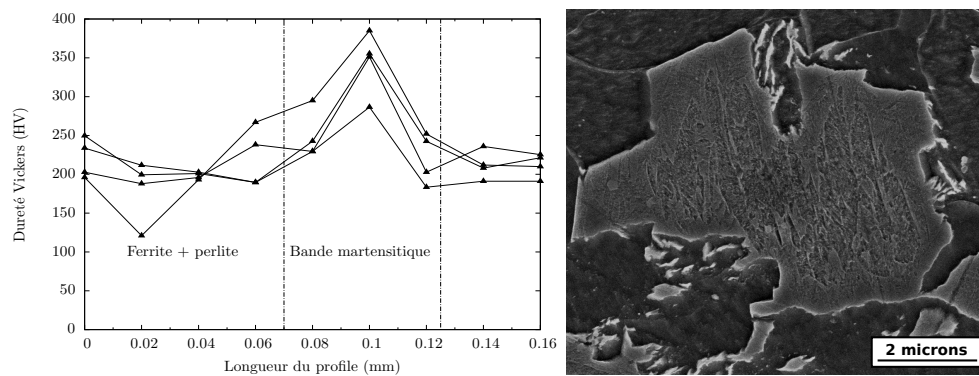 400
350
300
250
200
150
100
50
0
Dureté Vickers (HV)
Ferrite + perlite
Bande martensitique
0 0.02 0.04 0.06 0.08 0.10 0.12 0.14 0.16
Longueur du profile (mm)
2 microns